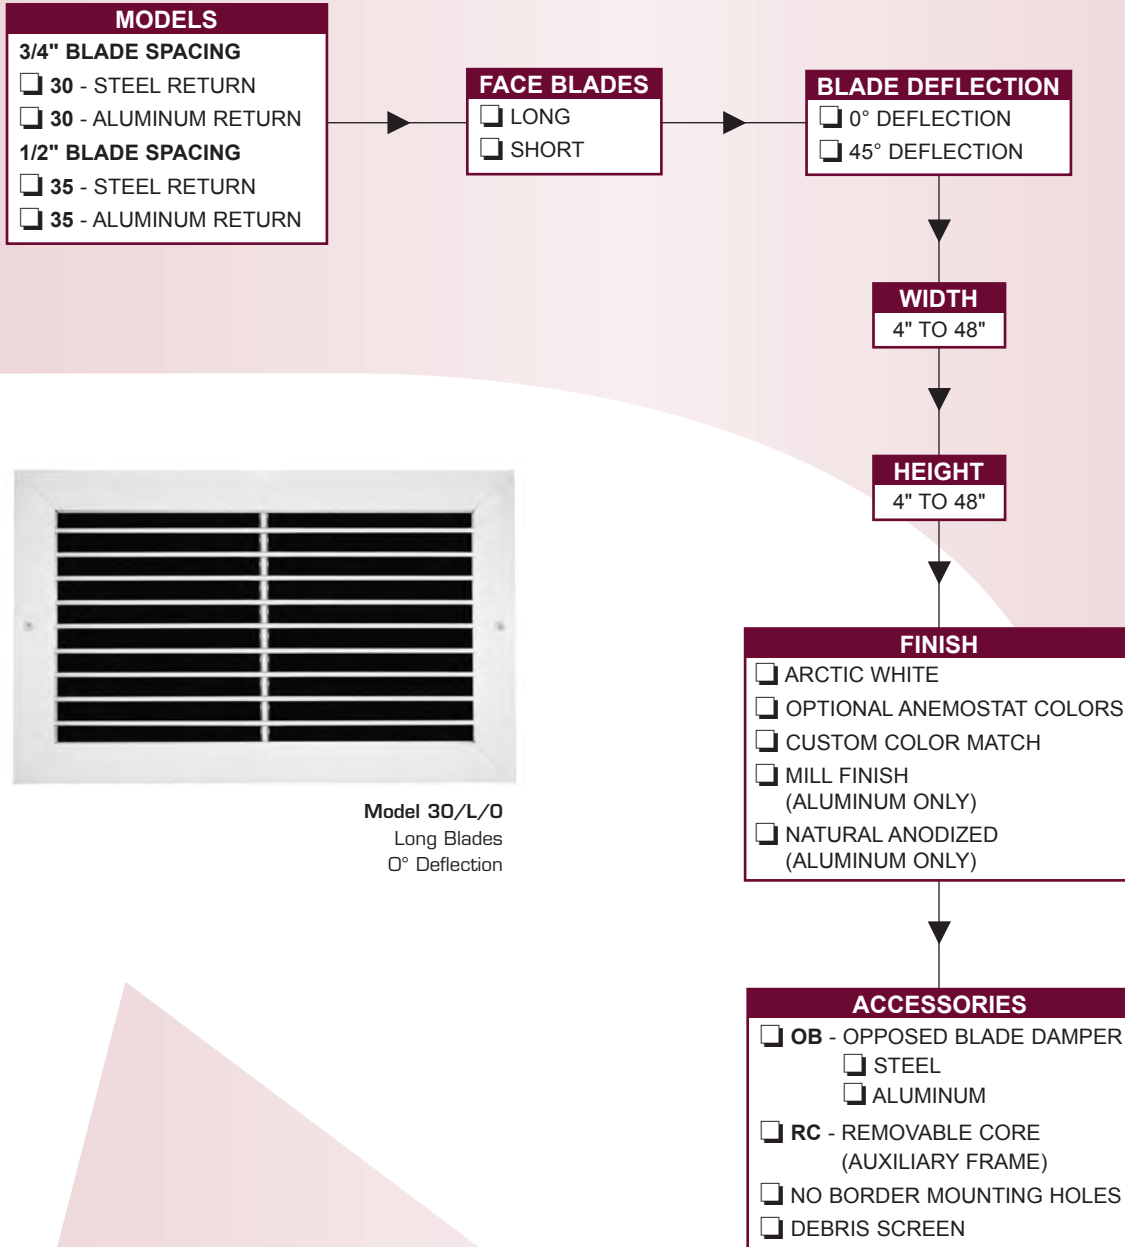 MODELS
3/4" BLADE SPACING
❏ 30 - STEEL RETURN
❏ 30 - ALUMINUM RETURN
1/2" BLADE SPACING
❏ 35 - STEEL RETURN
❏ 35 - ALUMINUM RETURN
FACE BLADES
❏ LONG
❏ SHORT
BLADE DEFLECTION
❏ 0° DEFLECTION
❏ 45° DEFLECTION
WIDTH
4" TO 48"
HEIGHT
4" TO 48"
Model 30/L/0
Long Blades
0° Deflection
FINISH
❏ ARCTIC WHITE
❏ OPTIONAL ANEMOSTAT COLORS
❏ CUSTOM COLOR MATCH
❏ MILL FINISH
(ALUMINUM ONLY)
❏ NATURAL ANODIZED
(ALUMINUM ONLY)
ACCESSORIES
❏ OB - OPPOSED BLADE DAMPER
❏ STEEL
❏ ALUMINUM
❏ RC - REMOVABLE CORE
(AUXILIARY FRAME)
❏ NO BORDER MOUNTING HOLES
❏ DEBRIS SCREEN